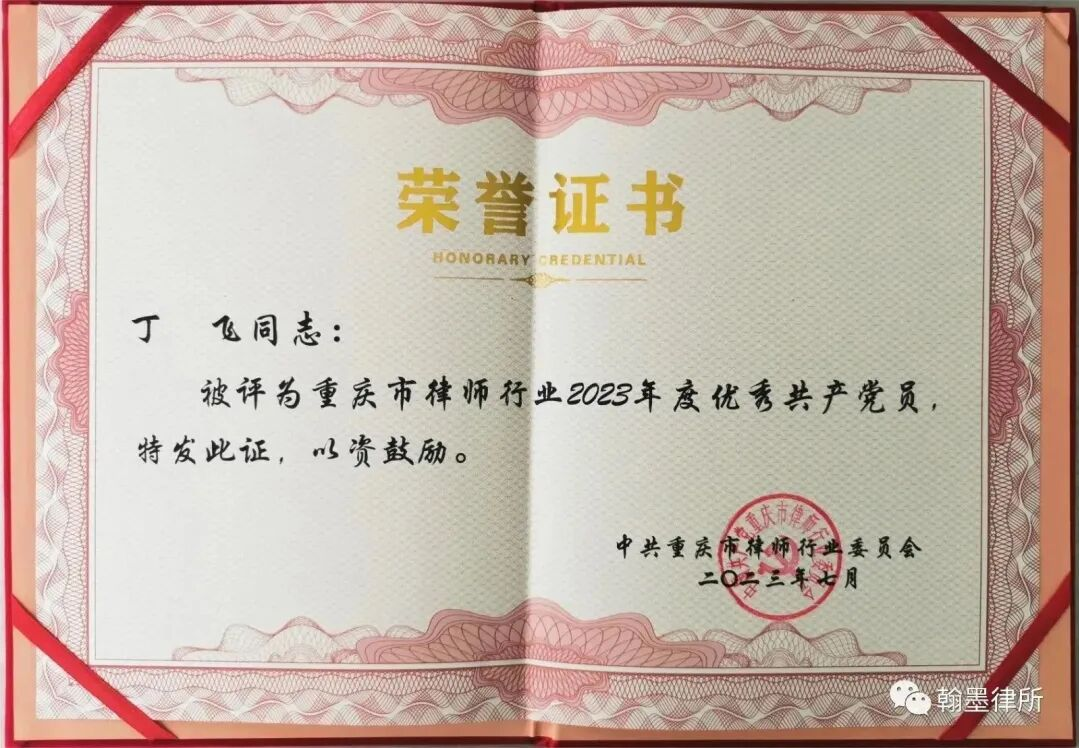 荣誉证书
HONORARY CREDENTIAL
丁　飞同志：
被评为重庆市律师行业2023年度优秀共产党员，
特发此证，以资鼓励。
中共重庆市律师行业委员会
二〇二三年七月
翰墨律所